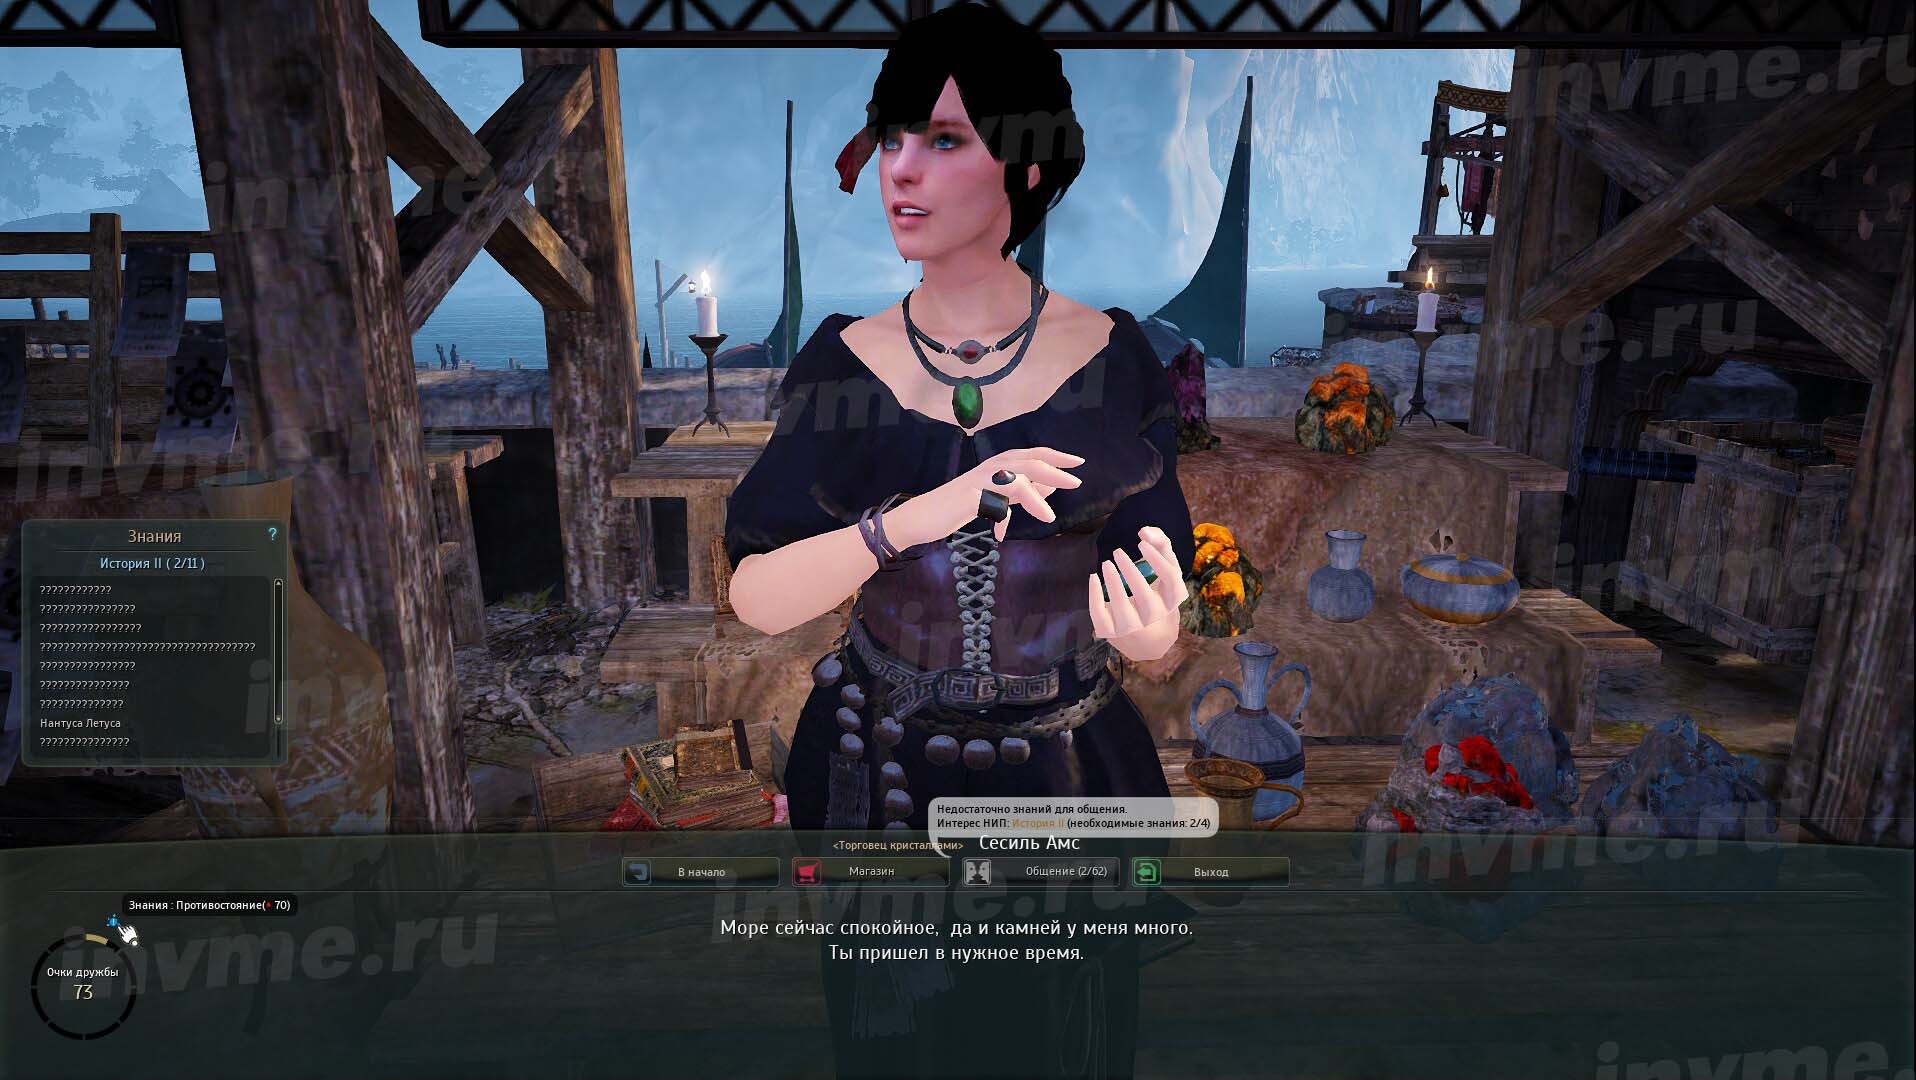 invme.ru
Знания
?
История II ( 2/11 )
????????????
????????????????
?????????????????
????????????????????????????????????
????????????????
???????????????
??????????????
Нантуса Летуса
???????????????
Недостаточно знаний для общения.
Интерес НИП: История II (необходимые знания: 2/4)
<Торговец кристаллами> Сесиль Амс
В начало Магазин Общение (2/62) Выход
Знания : Противостояние(▲ 70)
Море сейчас спокойное, да и камней у меня много.
Ты пришел в нужное время.
Очки дружбы
73